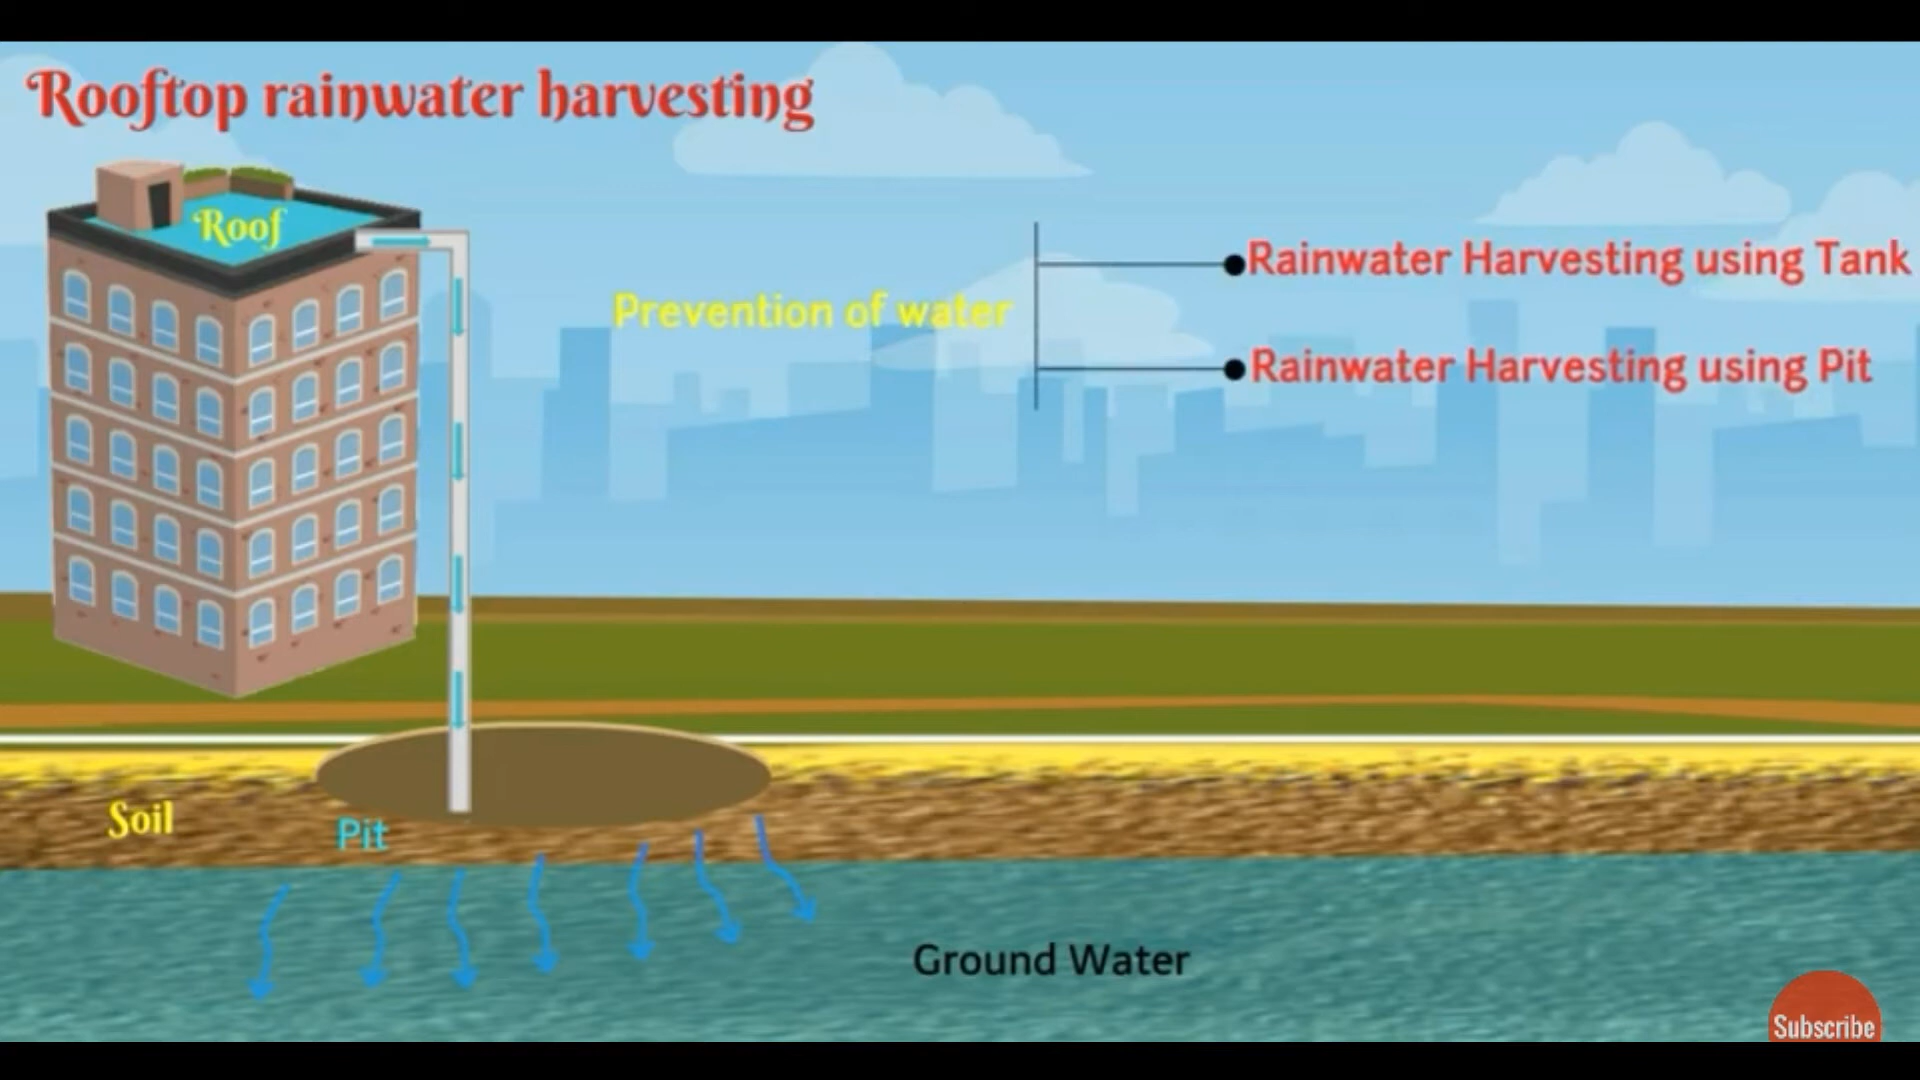 Rooftop rainwater harvesting
Roof
Prevention of water
Rainwater Harvesting using Tank
Rainwater Harvesting using Pit
Soil
Pit
Ground Water
Subscribe